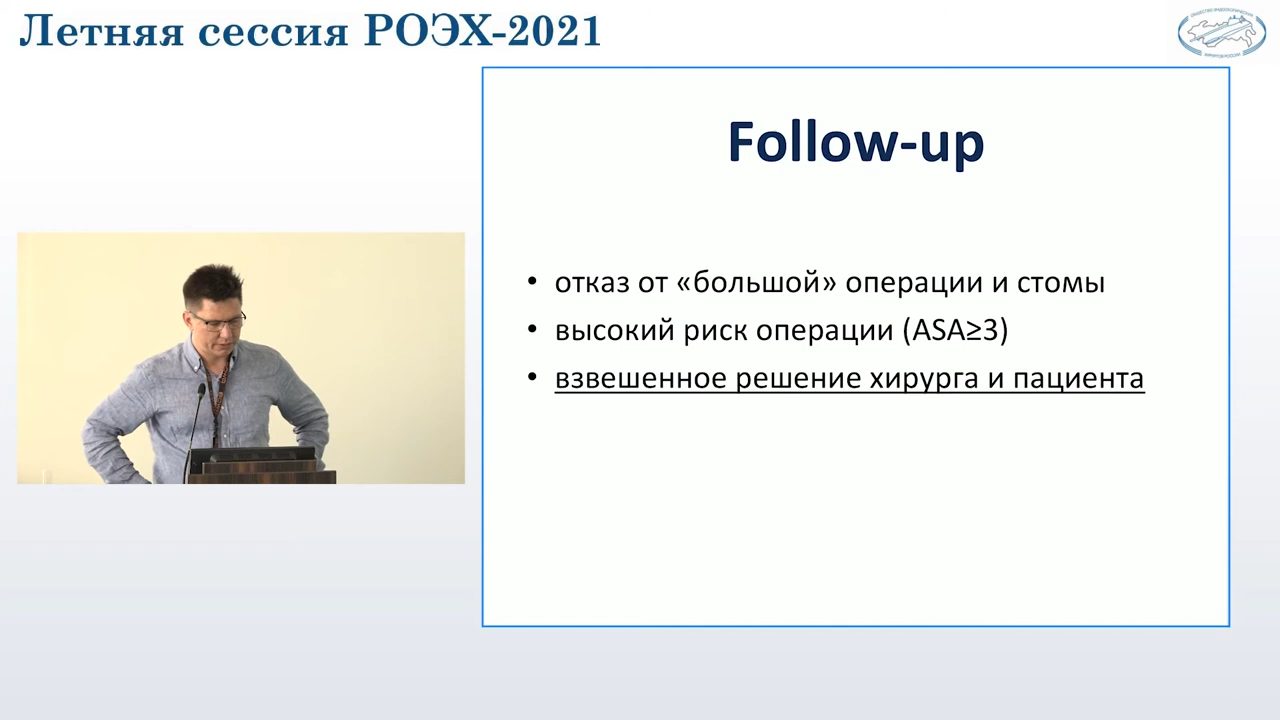 Летняя сессия РОЭХ-2021
Follow-up
• отказ от «большой» операции и стомы
• высокий риск операции (ASA≥3)
• взвешенное решение хирурга и пациента